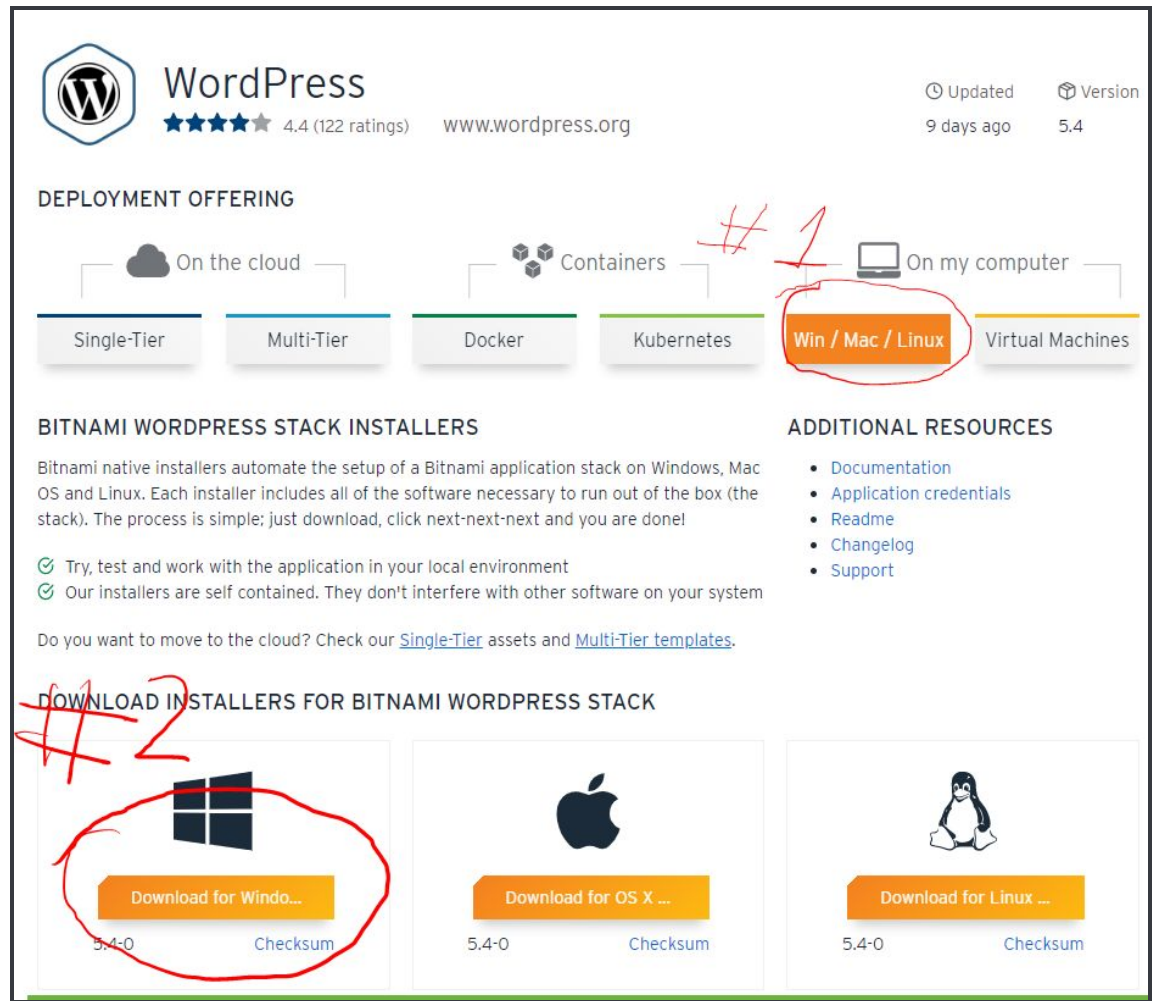 WordPress
4.4 (122 ratings) www.wordpress.org
Updated Version
9 days ago 5.4
DEPLOYMENT OFFERING
#1
On the cloud Containers On my computer
Single-Tier Multi-Tier Docker Kubernetes Win / Mac / Linux Virtual Machines
BITNAMI WORDPRESS STACK INSTALLERS
Bitnami native installers automate the setup of a Bitnami application stack on Windows, Mac
OS and Linux. Each installer includes all of the software necessary to run out of the box (the
stack). The process is simple; just download, click next-next-next and you are done!
Try, test and work with the application in your local environment
Our installers are self contained. They don't interfere with other software on your system
Do you want to move to the cloud? Check our Single-Tier assets and Multi-Tier templates.
ADDITIONAL RESOURCES
Documentation
Application credentials
Readme
Changelog
Support
#2
DOWNLOAD INSTALLERS FOR BITNAMI WORDPRESS STACK
Download for Windo... Download for OS X ... Download for Linux ...
5.4-0 Checksum 5.4-0 Checksum 5.4-0 Checksum